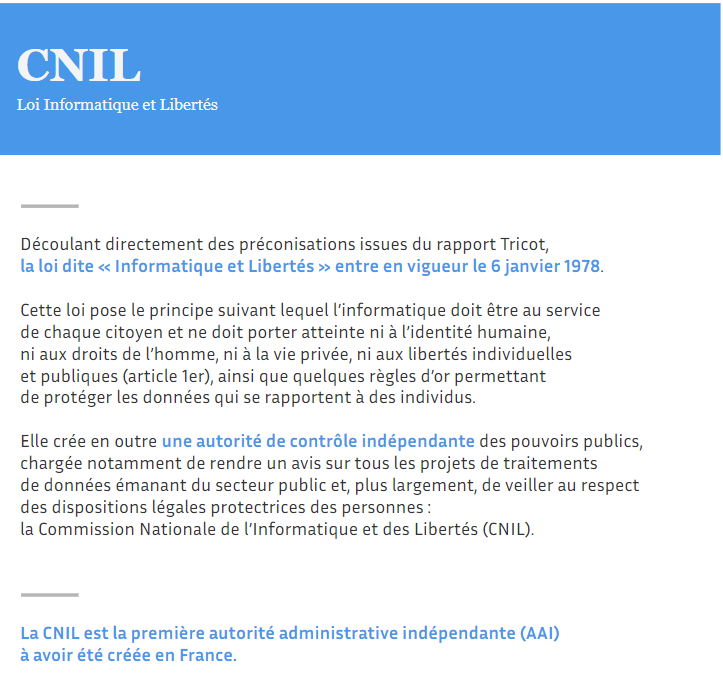 CNIL
Loi Informatique et Libertés
Découlant directement des préconisations issues du rapport Tricot,
la loi dite « Informatique et Libertés » entre en vigueur le 6 janvier 1978.
Cette loi pose le principe suivant lequel l’informatique doit être au service
de chaque citoyen et ne doit porter atteinte ni à l’identité humaine,
ni aux droits de l’homme, ni à la vie privée, ni aux libertés individuelles
et publiques (article 1er), ainsi que quelques règles d’or permettant
de protéger les données qui se rapportent à des individus.
Elle crée en outre une autorité de contrôle indépendante des pouvoirs publics,
chargée notamment de rendre un avis sur tous les projets de traitements
de données émanant du secteur public et, plus largement, de veiller au respect
des dispositions légales protectrices des personnes :
la Commission Nationale de l’Informatique et des Libertés (CNIL).
La CNIL est la première autorité administrative indépendante (AAI)
à avoir été créée en France.